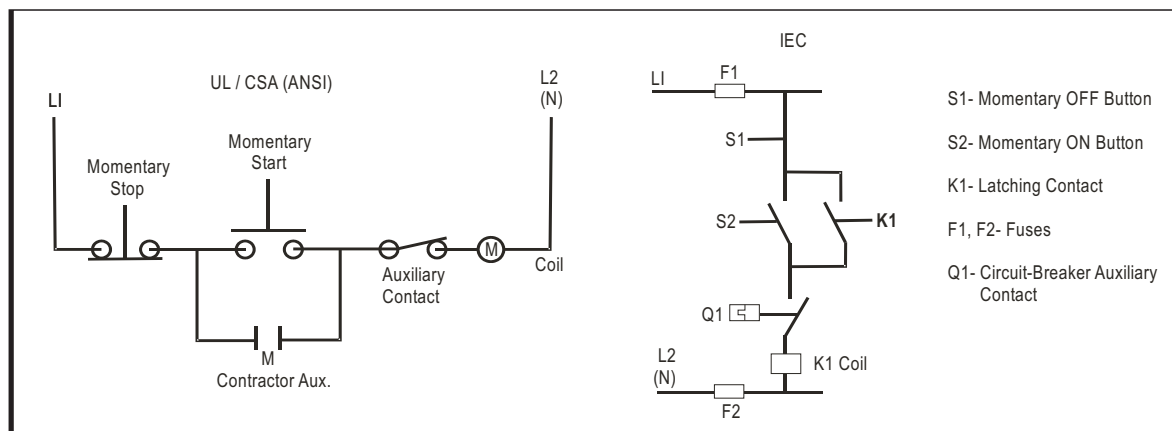 UL / CSA (ANSI)
LI
L2
(N)
Momentary
Stop
Momentary
Start
Auxiliary
Contact
M
Coil
M
Contractor Aux.
IEC
LI
F1
S1
S2
K1
Q1
K1 Coil
L2
(N)
F2
S1- Momentary OFF Button
S2- Momentary ON Button
K1- Latching Contact
F1, F2- Fuses
Q1- Circuit-Breaker Auxiliary
Contact